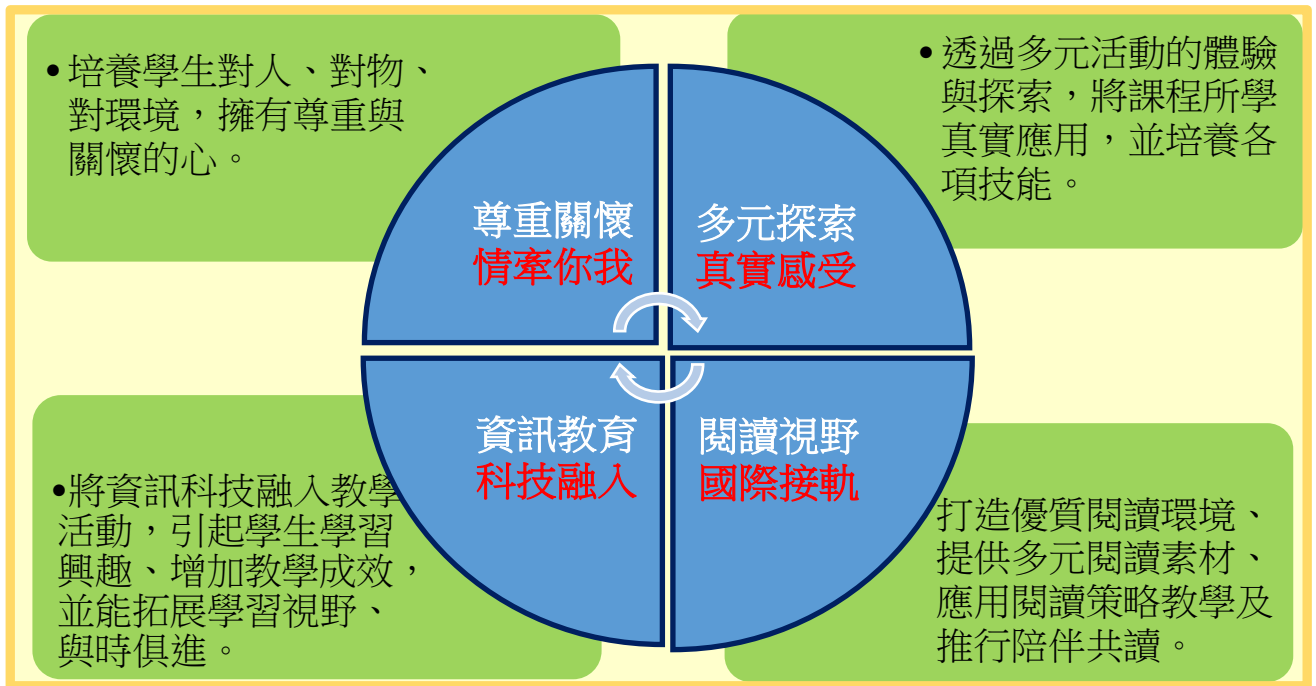 •培養學生對人、對物、
對環境，擁有尊重與
關懷的心。
•透過多元活動的體驗
與探索，將課程所學
真實應用，並培養各
項技能。
尊重關懷
情牽你我
多元探索
真實感受
資訊教育
科技融入
閱讀視野
國際接軌
•將資訊科技融入教學
活動，引起學生學習
興趣、增加教學成效，
並能拓展學習視野、
與時俱進。
打造優質閱讀環境、
提供多元閱讀素材、
應用閱讀策略教學及
推行陪伴共讀。